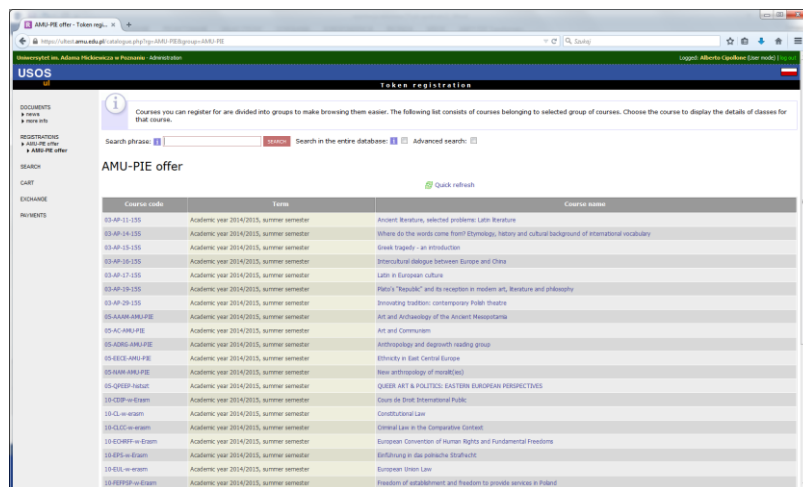 AMU-PIE offer - Token regi...
https://ultost.amu.edu.pl/catalogue.php?rg=AMU-PIE&group=AMU-PIE
Szukaj
Uniwersytet im. Adama Mickiewicza w Poznaniu - Administration
Logged: Alberto Cipollone [user mode] | log out
USOS
ul
Token registration
DOCUMENTS
news
more info
REGISTRATIONS
AMU-PIE offer
AMU-PIE offer
SEARCH
CART
EXCHANGE
PAYMENTS
i
Courses you can register for are divided into groups to make browsing them easier. The following list consists of courses belonging to selected group of courses. Choose the course to display the details of classes for
that course.
Search phrase: i SEARCH Search in the entire database: i Advanced search:
AMU-PIE offer
Quick refresh
Course code Term Course name
03-AP-11-15S Academic year 2014/2015, summer semester Ancient literature, selected problems: Latin literature
03-AP-14-15S Academic year 2014/2015, summer semester Where do the words come from? Etymology, history and cultural background of international vocabulary
03-AP-15-15S Academic year 2014/2015, summer semester Greek tragedy - an introduction
03-AP-16-15S Academic year 2014/2015, summer semester Intercultural dialogue between Europe and China
03-AP-17-15S Academic year 2014/2015, summer semester Latin in European culture
03-AP-19-15S Academic year 2014/2015, summer semester Plato's "Republic" and its reception in modern art, literature and philosophy
03-AP-29-15S Academic year 2014/2015, summer semester Innovating tradition: contemporary Polish theatre
05-AAAM-AMU-PIE Academic year 2014/2015, summer semester Art and Archaeology of the Ancient Mesopotamia
05-AC-AMU-PIE Academic year 2014/2015, summer semester Art and Communism
05-ADRG-AMU-PIE Academic year 2014/2015, summer semester Anthropology and degrowth reading group
05-EECE-AMU-PIE Academic year 2014/2015, summer semester Ethnicity in East Central Europe
05-NAM-AMU-PIE Academic year 2014/2015, summer semester New anthropology of moralit(ies)
Academic year 2014/2015, summer semester QUEER ART & POLITICS: EASTERN EUROPEAN PERSPECTIVES
10-CDIP-w-Erasm Academic year 2014/2015, summer semester Cours de Droit International Public
10-CL-w-erasm Academic year 2014/2015, summer semester Constitutional Law
10-CLCC-w-erasm Academic year 2014/2015, summer semester Criminal Law in the Comparative Context
10-ECHRFF-w-Erasm Academic year 2014/2015, summer semester European Convention of Human Rights and Fundamental Freedoms
10-EPS-w-Erasm Academic year 2014/2015, summer semester Einführung in das polnische Strafrecht
10-EUL-w-erasm Academic year 2014/2015, summer semester European Union Law
10-FEFPSP-w-Erasm Academic year 2014/2015, summer semester Freedom of establishment and freedom to provide services in Poland